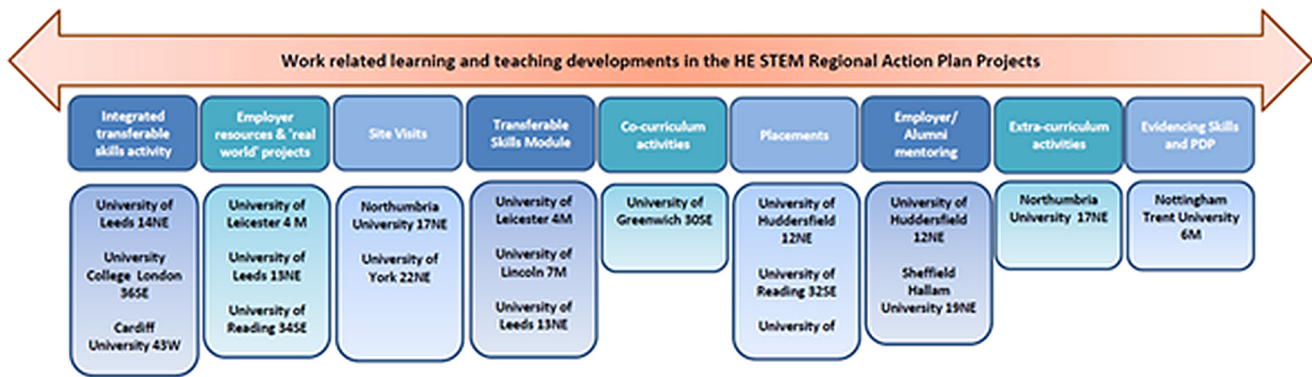 Work related learning and teaching developments in the HE STEM Regional Action Plan Projects
Integrated
transferable
skills activity
Employer
resources & 'real
world' projects
Site Visits
Transferable
Skills Module
Co-curriculum
activities
Placements
Employer/
Alumni
mentoring
Extra-curriculum
activities
Evidencing Skills
and PDP
University of
Leeds 14NE
University
College London
36SE
Cardiff
University 43W
University of
Leicester 4 M
University of
Leeds 13NE
University of
Reading 34SE
Northumbria
University 17NE
University of
York 22NE
University of
Leicester 4M
University of
Lincoln 7M
University of
Leeds 13NE
University of
Greenwich 30SE
University of
Huddersfield
12NE
University of
Reading 32SE
University of
University of
Huddersfield
12NE
Sheffield
Hallam
University 19NE
Northumbria
University 17NE
Nottingham
Trent University
6M